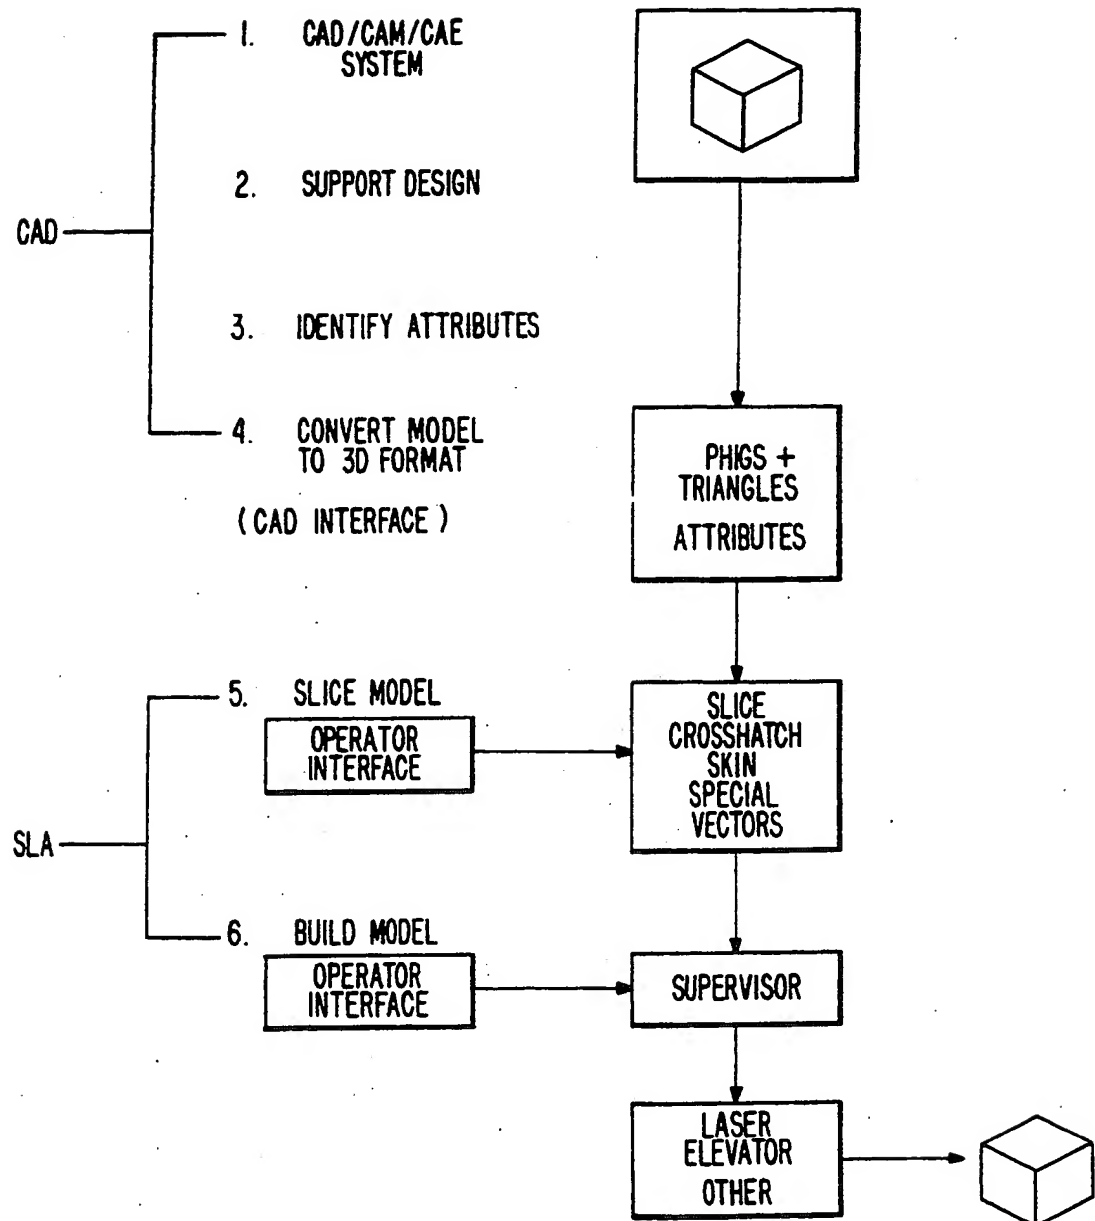 1. CAD/CAM/CAE
SYSTEM
2. SUPPORT DESIGN
CAD
3. IDENTIFY ATTRIBUTES
4. CONVERT MODEL
TO 3D FORMAT
(CAD INTERFACE)
PHIGS +
TRIANGLES
ATTRIBUTES
SLA
5. SLICE MODEL
OPERATOR
INTERFACE
SLICE
CROSSHATCH
SKIN
SPECIAL
VECTORS
6. BUILD MODEL
OPERATOR
INTERFACE
SUPERVISOR
LASER
ELEVATOR
OTHER